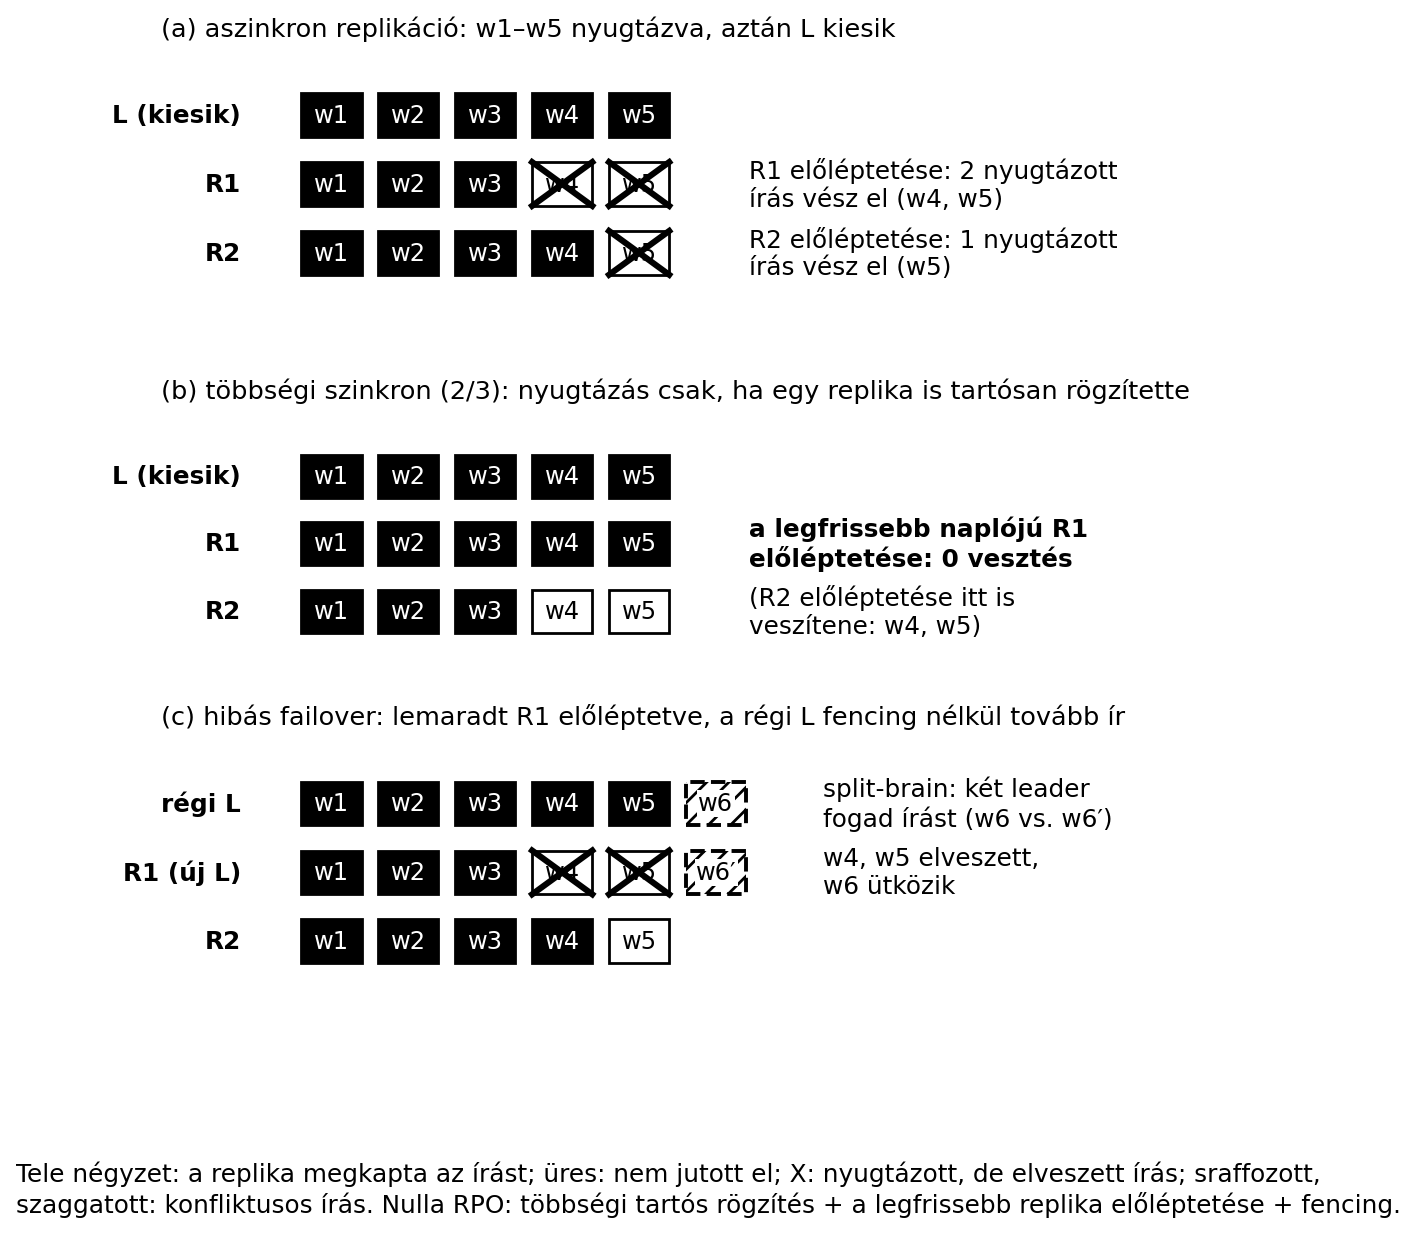 (a) aszinkron replikáció: w1–w5 nyugtázva, aztán L kiesik
L (kiesik) w1 w2 w3 w4 w5
R1 w1 w2 w3 w4 w5
R1 előléptetése: 2 nyugtázott
írás vész el (w4, w5)
R2 w1 w2 w3 w4 w5
R2 előléptetése: 1 nyugtázott
írás vész el (w5)
(b) többségi szinkron (2/3): nyugtázás csak, ha egy replika is tartósan rögzítette
L (kiesik) w1 w2 w3 w4 w5
R1 w1 w2 w3 w4 w5
a legfrissebb naplójú R1
előléptetése: 0 vesztés
R2 w1 w2 w3 w4 w5
(R2 előléptetése itt is
veszítene: w4, w5)
(c) hibás failover: lemaradt R1 előléptetve, a régi L fencing nélkül tovább ír
régi L w1 w2 w3 w4 w5 w6
split-brain: két leader
fogad írást (w6 vs. w6′)
R1 (új L) w1 w2 w3 w4 w5 w6′
w4, w5 elveszett,
w6 ütközik
R2 w1 w2 w3 w4 w5
Tele négyzet: a replika megkapta az írást; üres: nem jutott el; X: nyugtázott, de elveszett írás; sraffozott,
szaggatott: konfliktusos írás. Nulla RPO: többségi tartós rögzítés + a legfrissebb replika előléptetése + fencing.